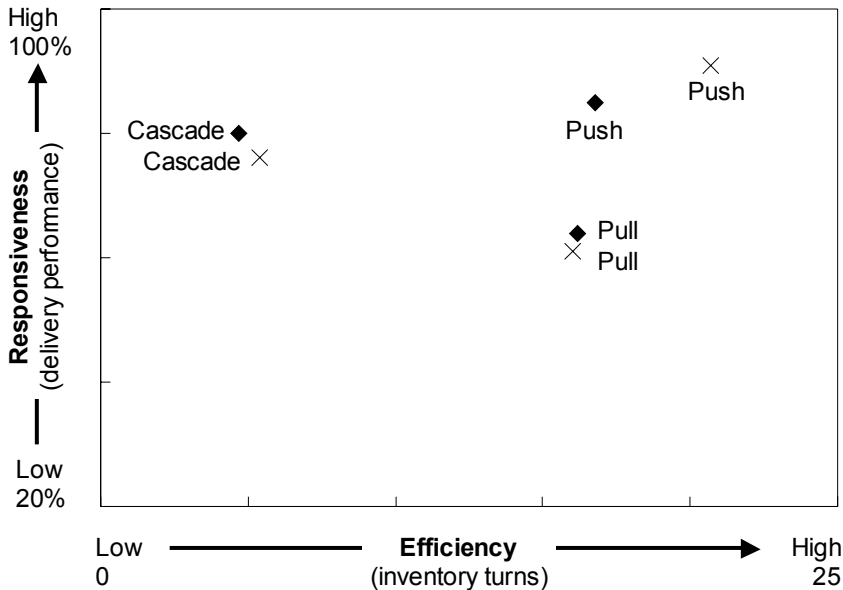 High
100%
Push
Push
Cascade
Cascade
Pull
Pull
Responsiveness
(delivery performance)
Low
20%
Low
0
Efficiency
(inventory turns)
High
25